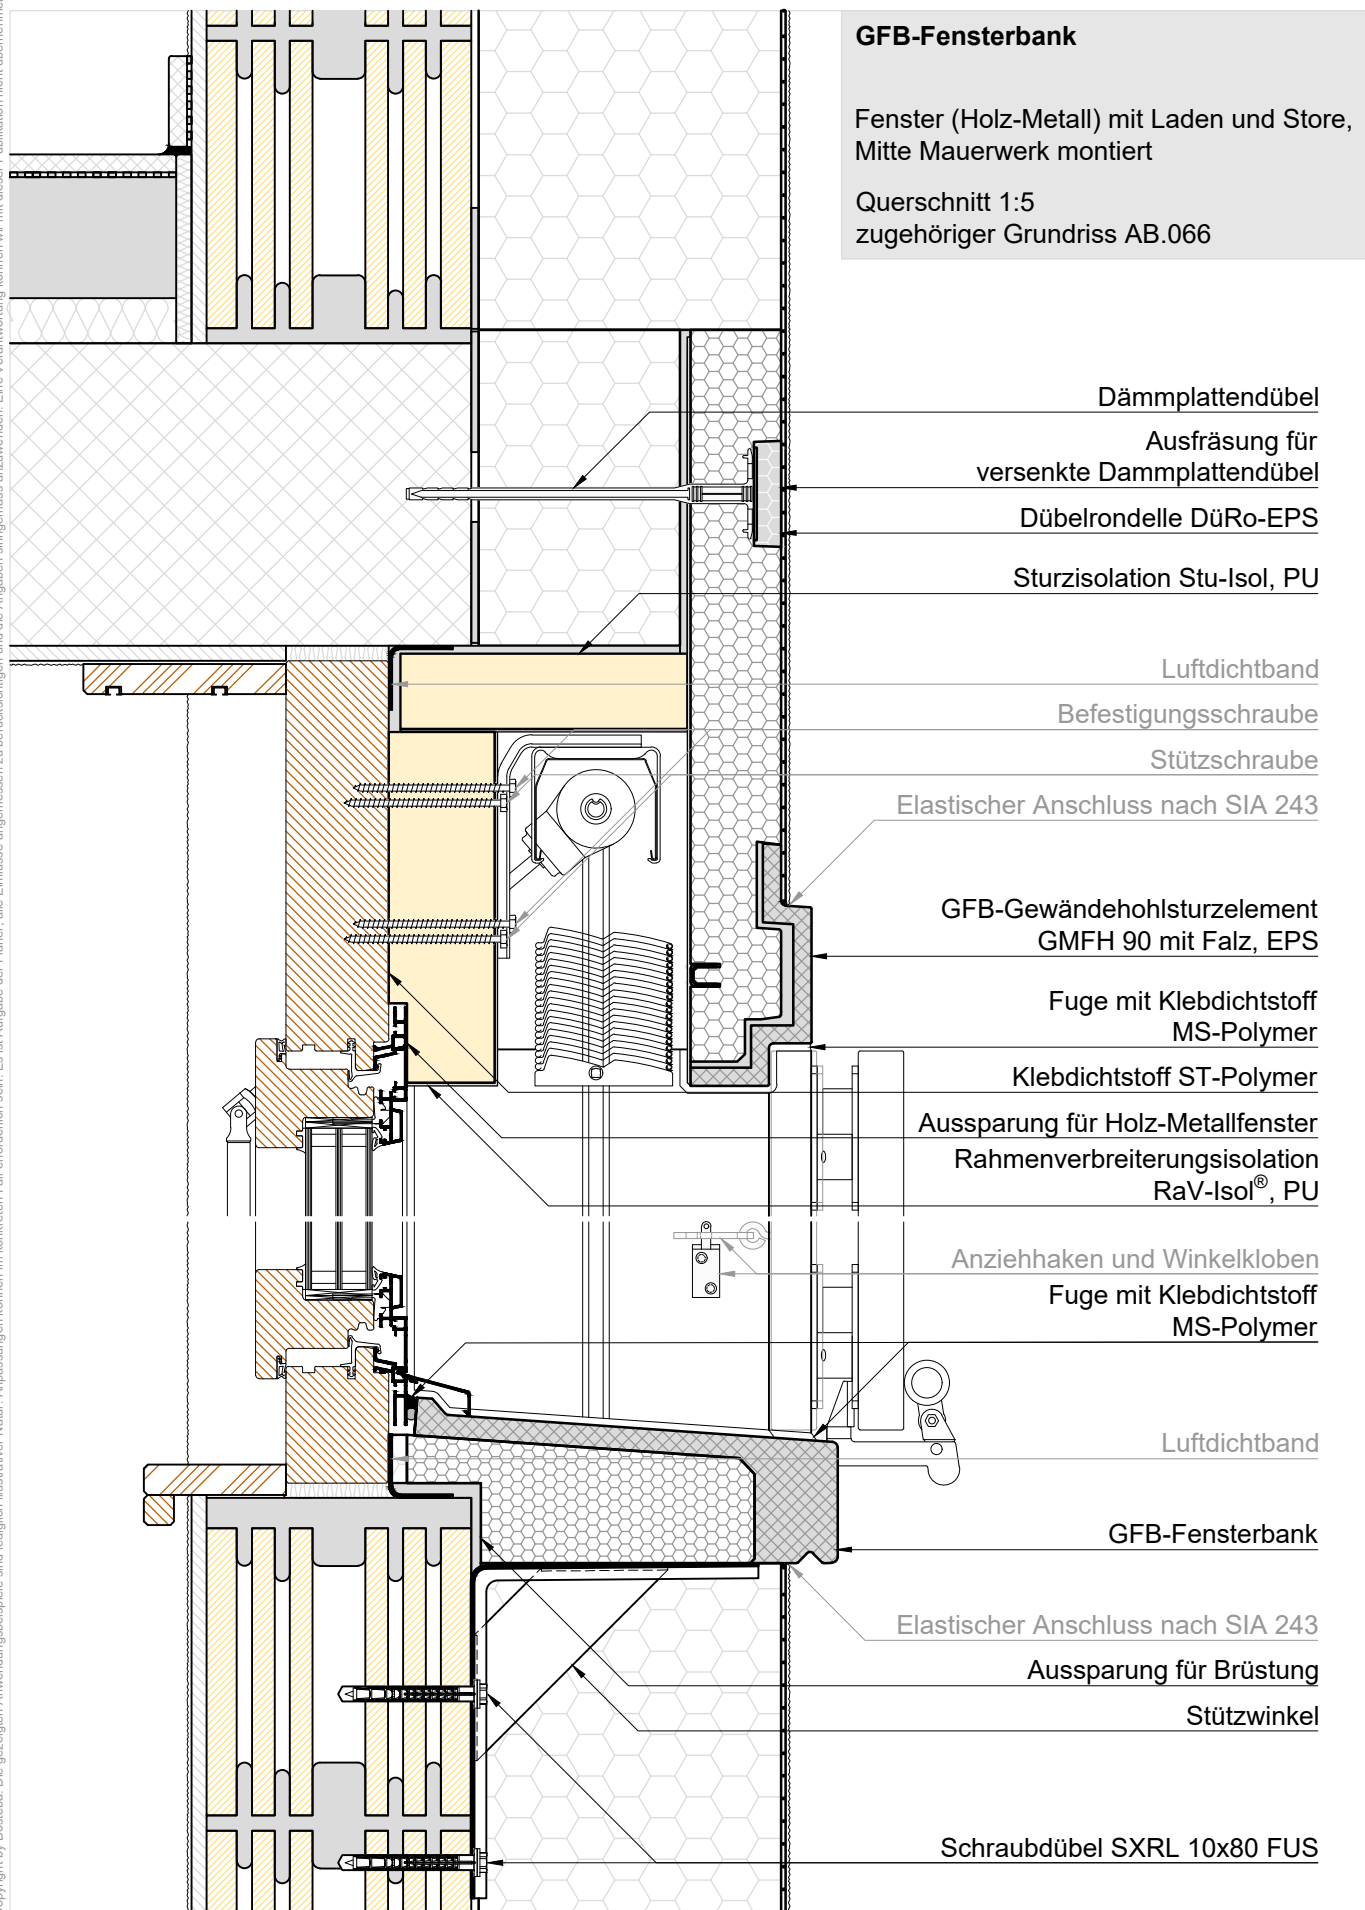 GFB-Fensterbank
Fenster (Holz-Metall) mit Laden und Store,
Mitte Mauerwerk montiert
Querschnitt 1:5
zugehöriger Grundriss AB.066
Dämmplattendübel
Ausfräsung für
versenkte Dammplattendübel
Dübelrondelle DüRo-EPS
Sturzisolation Stu-Isol, PU
Luftdichtband
Befestigungsschraube
Stützschraube
Elastischer Anschluss nach SIA 243
GFB-Gewändehohlsturzelement
GMFH 90 mit Falz, EPS
Fuge mit Klebdichtstoff
MS-Polymer
Klebdichtstoff ST-Polymer
Aussparung für Holz-Metallfenster
Rahmenverbreiterungsisolation
RaV-Isol®, PU
Anziehhaken und Winkelkloben
Fuge mit Klebdichtstoff
MS-Polymer
Luftdichtband
GFB-Fensterbank
Elastischer Anschluss nach SIA 243
Aussparung für Brüstung
Stützwinkel
Schraubdübel SXRL 10x80 FUS